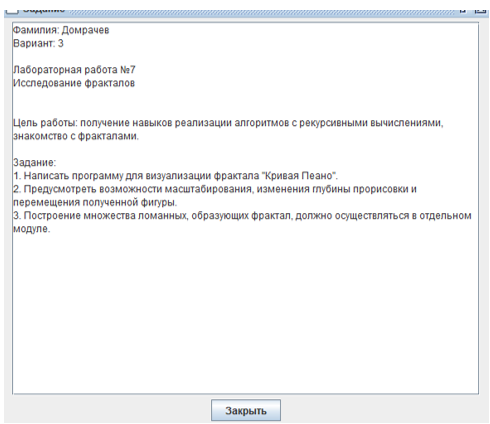 Задание
Фамилия: Домрачев
Вариант: 3
Лабораторная работа №7
Исследование фракталов
Цель работы: получение навыков реализации алгоритмов с рекурсивными вычислениями,
знакомство с фракталами.
Задание:
1. Написать программу для визуализации фрактала "Кривая Пеано".
2. Предусмотреть возможности масштабирования, изменения глубины прорисовки и
перемещения полученной фигуры.
3. Построение множества ломанных, образующих фрактал, должно осуществляться в отдельном
модуле.
Закрыть